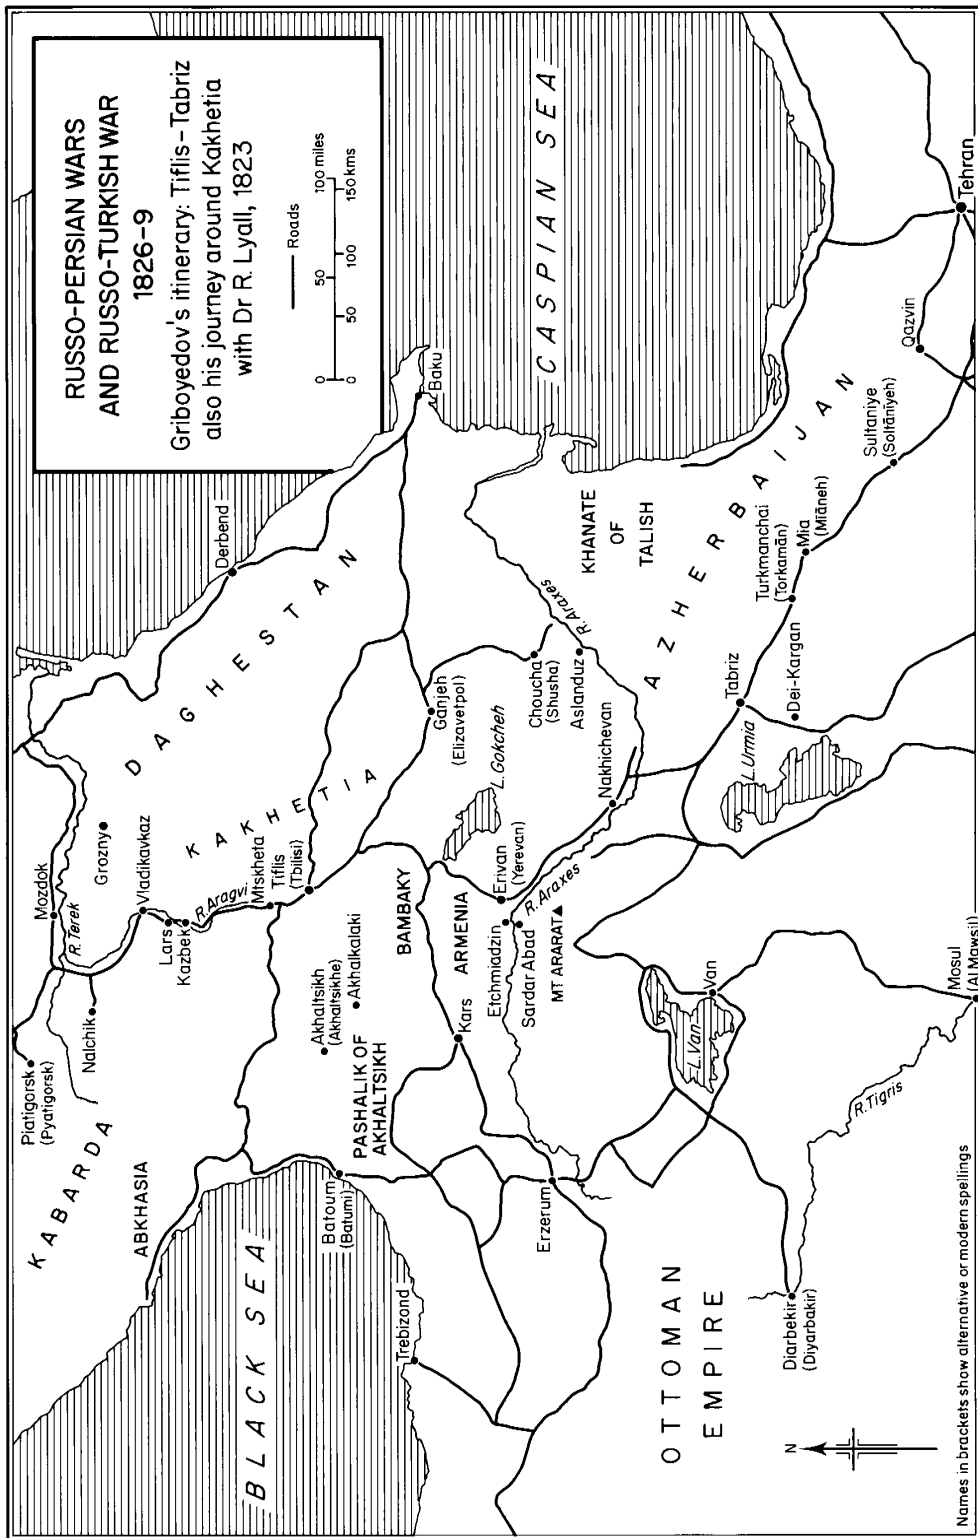 RUSSO-PERSIAN WARS
AND RUSSO-TURKISH WAR
1826-9
Griboyedov's itinerary: Tiflis-Tabriz
also his journey around Kakhetia
with Dr R. Lyall, 1823
Roads
0 50 100 miles
0 50 100 150 kms
Piatigorsk
(Pyatigorsk)
Mozdok
R. Terek
Nalchik
Grozny
KABARDA
Vladikavkaz
Lars
Kazbek
R. Aragvi
DAGHESTAN
Derbend
ABKHASIA
KAKHETIA
Mtskheta
Tiflis
(Tbilisi)
BLACK SEA
CASPIAN SEA
Batoum
(Batumi)
Akhaltsikh
(Akhaltsikhe)
Akhalkalaki
PASHALIK OF
AKHALTSIKH
BAMBAKY
Baku
Trebizond
Kars
ARMENIA
Ganjeh
(Elizavetpol)
L. Gokcheh
Erivan
(Yerevan)
Etchmiadzin
Sardar Abad
R. Araxes
MT ARARAT
Choucha
(Shusha)
Aslanduz
R. Araxes
Nakhichevan
KHANATE
OF
TALISH
Erzerum
AZHERBAIJAN
OTTOMAN
EMPIRE
L. Van
Van
Tabriz
L. Urmia
Dei-Kargan
Turkmanchai
(Torkamān)
Mia
(Miāneh)
Sultaniye
(Soltānīyeh)
Qazvin
Tehran
Diarbekir
(Diyarbakir)
R. Tigris
Mosul
(Al Mawsil)
N
Names in brackets show alternative or modern spellings